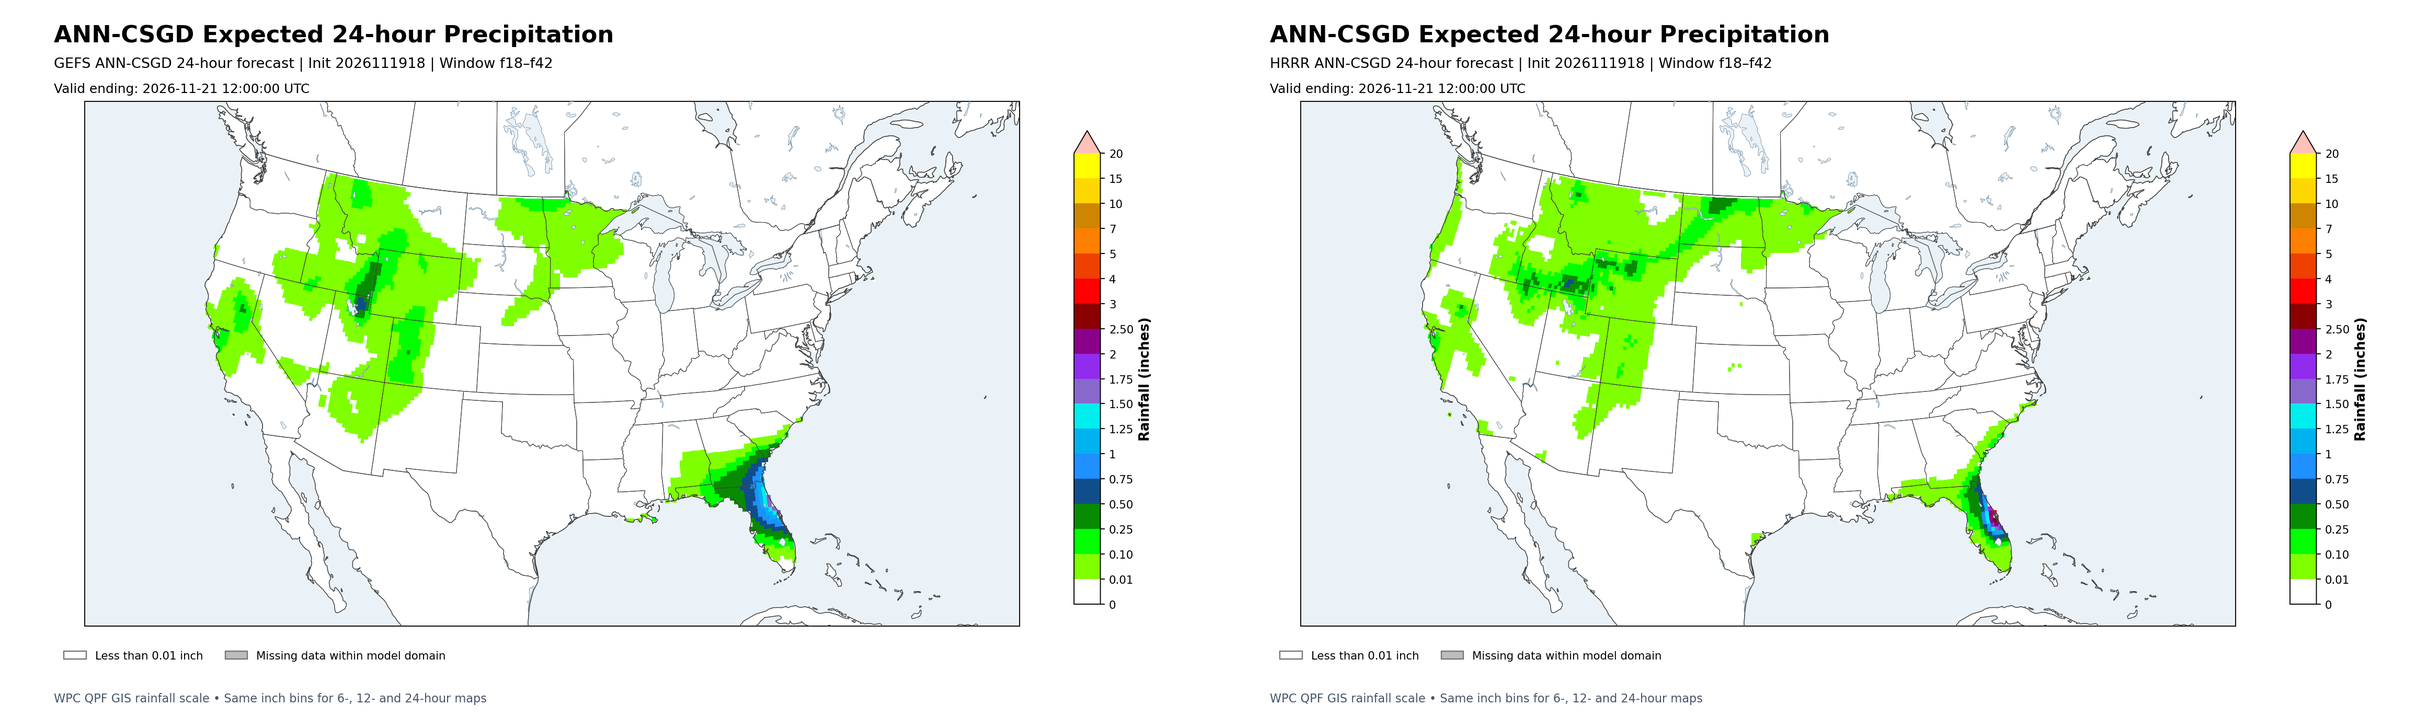 ANN-CSGD Expected 24-hour Precipitation
GEFS ANN-CSGD 24-hour forecast | Init 2026111918 | Window f18–f42
Valid ending: 2026-11-21 12:00:00 UTC
20
15
10
7
5
4
3
2.50
2
1.75
1.50
1.25
1
0.75
0.50
0.25
0.10
0.01
0
Rainfall (inches)
Less than 0.01 inch
Missing data within model domain
WPC QPF GIS rainfall scale • Same inch bins for 6-, 12- and 24-hour maps
ANN-CSGD Expected 24-hour Precipitation
HRRR ANN-CSGD 24-hour forecast | Init 2026111918 | Window f18–f42
Valid ending: 2026-11-21 12:00:00 UTC
20
15
10
7
5
4
3
2.50
2
1.75
1.50
1.25
1
0.75
0.50
0.25
0.10
0.01
0
Rainfall (inches)
Less than 0.01 inch
Missing data within model domain
WPC QPF GIS rainfall scale • Same inch bins for 6-, 12- and 24-hour maps